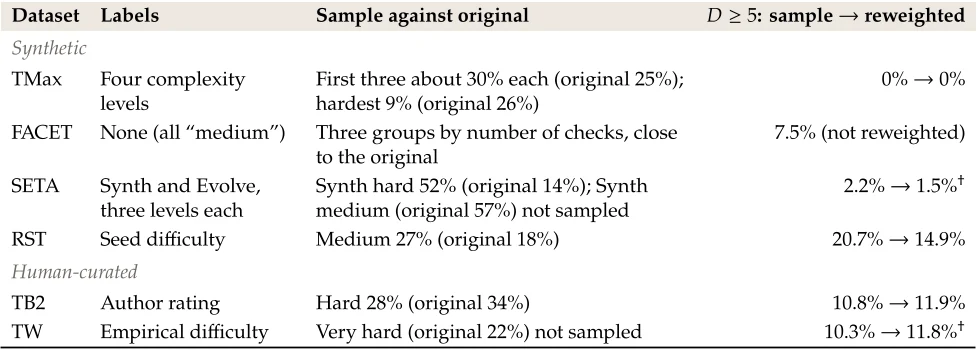 Dataset Labels Sample against original D ≥ 5: sample → reweighted
Synthetic
TMax Four complexity First three about 30% each (original 25%); 0% → 0%
levels hardest 9% (original 26%)
FACET None (all “medium”) Three groups by number of checks, close 7.5% (not reweighted)
to the original
SETA Synth and Evolve, Synth hard 52% (original 14%); Synth 2.2% → 1.5%†
three levels each medium (original 57%) not sampled
RST Seed difficulty Medium 27% (original 18%) 20.7% → 14.9%
Human-curated
TB2 Author rating Hard 28% (original 34%) 10.8% → 11.9%
TW Empirical difficulty Very hard (original 22%) not sampled 10.3% → 11.8%†